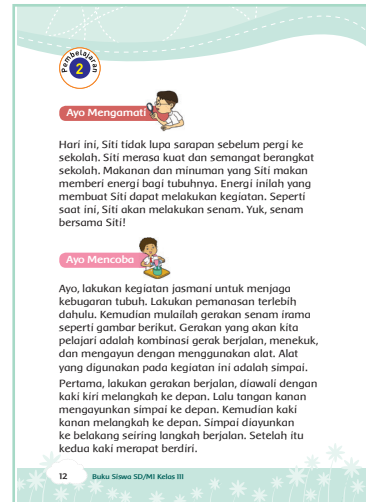 Pembelajaran
2
Ayo Mengamati
Hari ini, Siti tidak lupa sarapan sebelum pergi ke
sekolah. Siti merasa kuat dan semangat berangkat
sekolah. Makanan dan minuman yang Siti makan
memberi energi bagi tubuhnya. Energi inilah yang
membuat Siti dapat melakukan kegiatan. Seperti
saat ini, Siti akan melakukan senam. Yuk, senam
bersama Siti!
Ayo Mencoba
Ayo, lakukan kegiatan jasmani untuk menjaga
kebugaran tubuh. Lakukan pemanasan terlebih
dahulu. Kemudian mulailah gerakan senam irama
seperti gambar berikut. Gerakan yang akan kita
pelajari adalah kombinasi gerak berjalan, menekuk,
dan mengayun dengan menggunakan alat. Alat
yang digunakan pada kegiatan ini adalah simpai.
Pertama, lakukan gerakan berjalan, diawali dengan
kaki kiri melangkah ke depan. Lalu tangan kanan
mengayunkan simpai ke depan. Kemudian kaki
kanan melangkah ke depan. Simpai diayunkan
ke belakang seiring langkah berjalan. Setelah itu
kedua kaki merapat berdiri.
12 Buku Siswa SD/MI Kelas III